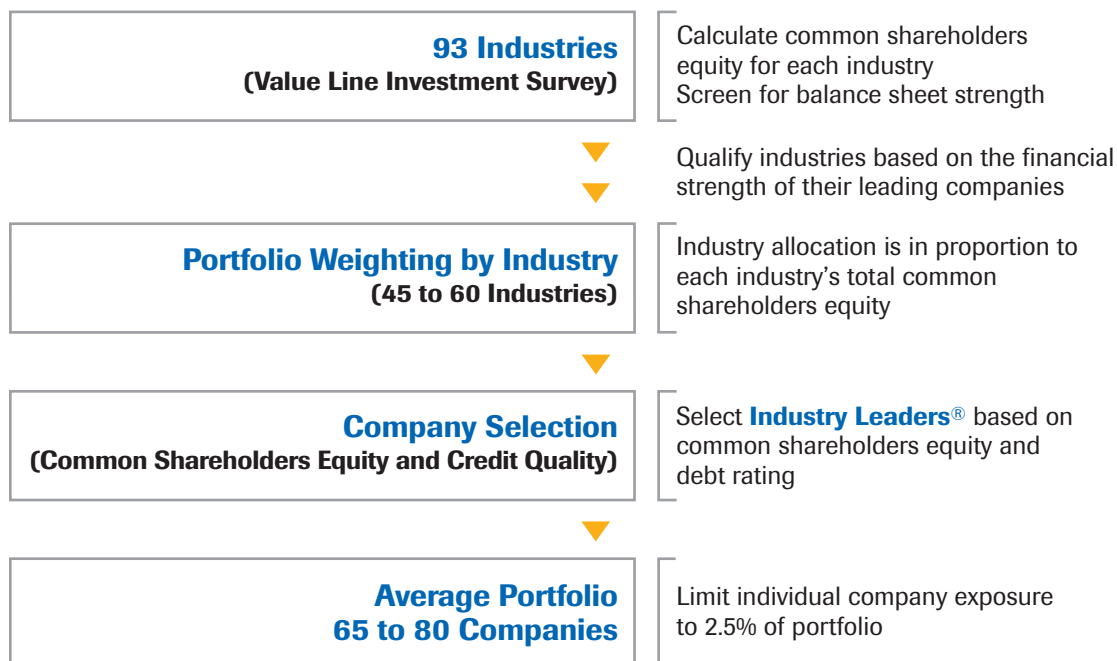 93 Industries
(Value Line Investment Survey)
Calculate common shareholders
equity for each industry
Screen for balance sheet strength
Qualify industries based on the financial
strength of their leading companies
Portfolio Weighting by Industry
(45 to 60 Industries)
Industry allocation is in proportion to
each industry’s total common
shareholders equity
Company Selection
(Common Shareholders Equity and Credit Quality)
Select Industry Leaders® based on
common shareholders equity and
debt rating
Average Portfolio
65 to 80 Companies
Limit individual company exposure
to 2.5% of portfolio